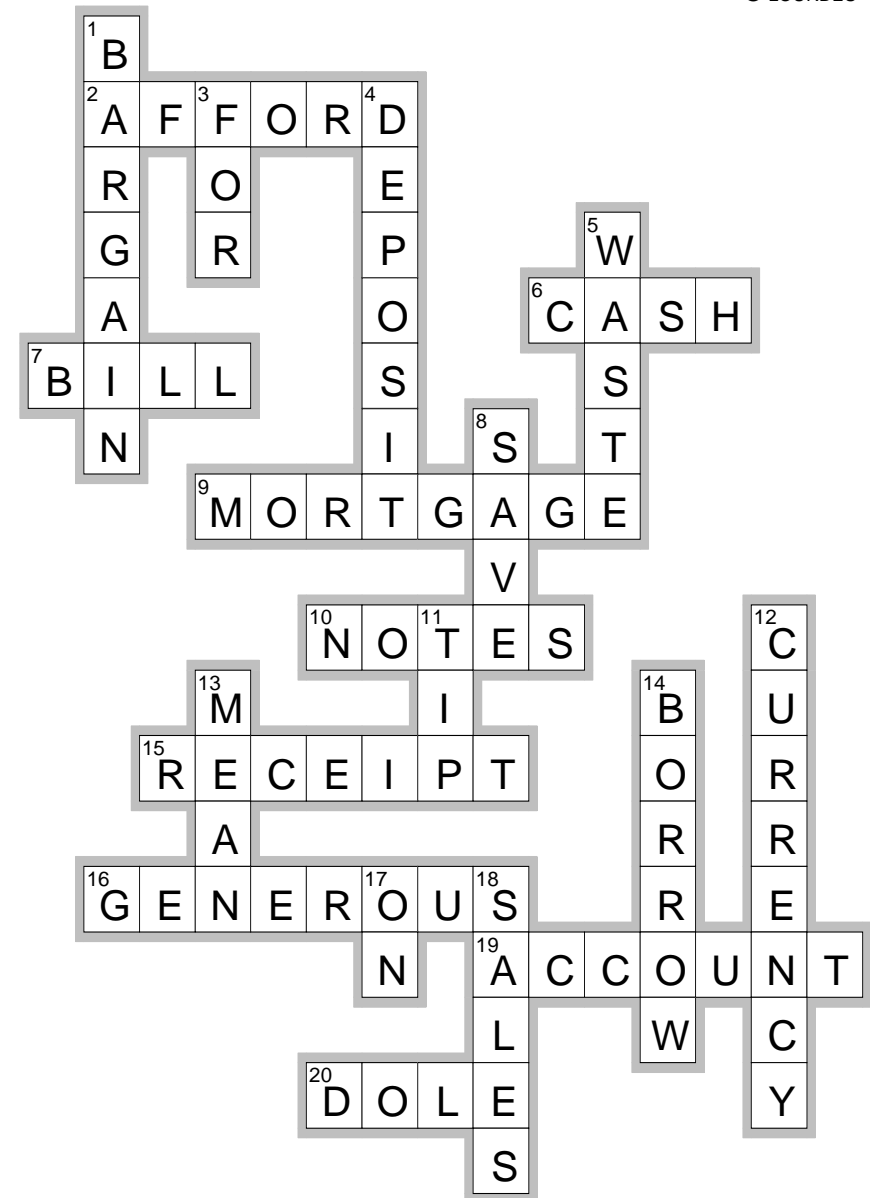 1 B
2 A F 3 F O R 4 D
R O E
G R P 5 W
A O 6 C A S H
7 B I L L S S
N I 8 S T
9 M O R T G A G E
V
10 N O 11 T E S 12 C
13 M I 14 B U
15 R E C E I P T O R
A R R
16 G E N E R 17 O U 18 S R E
N 19 A C C O U N T
L W C
20 D O L E Y
S